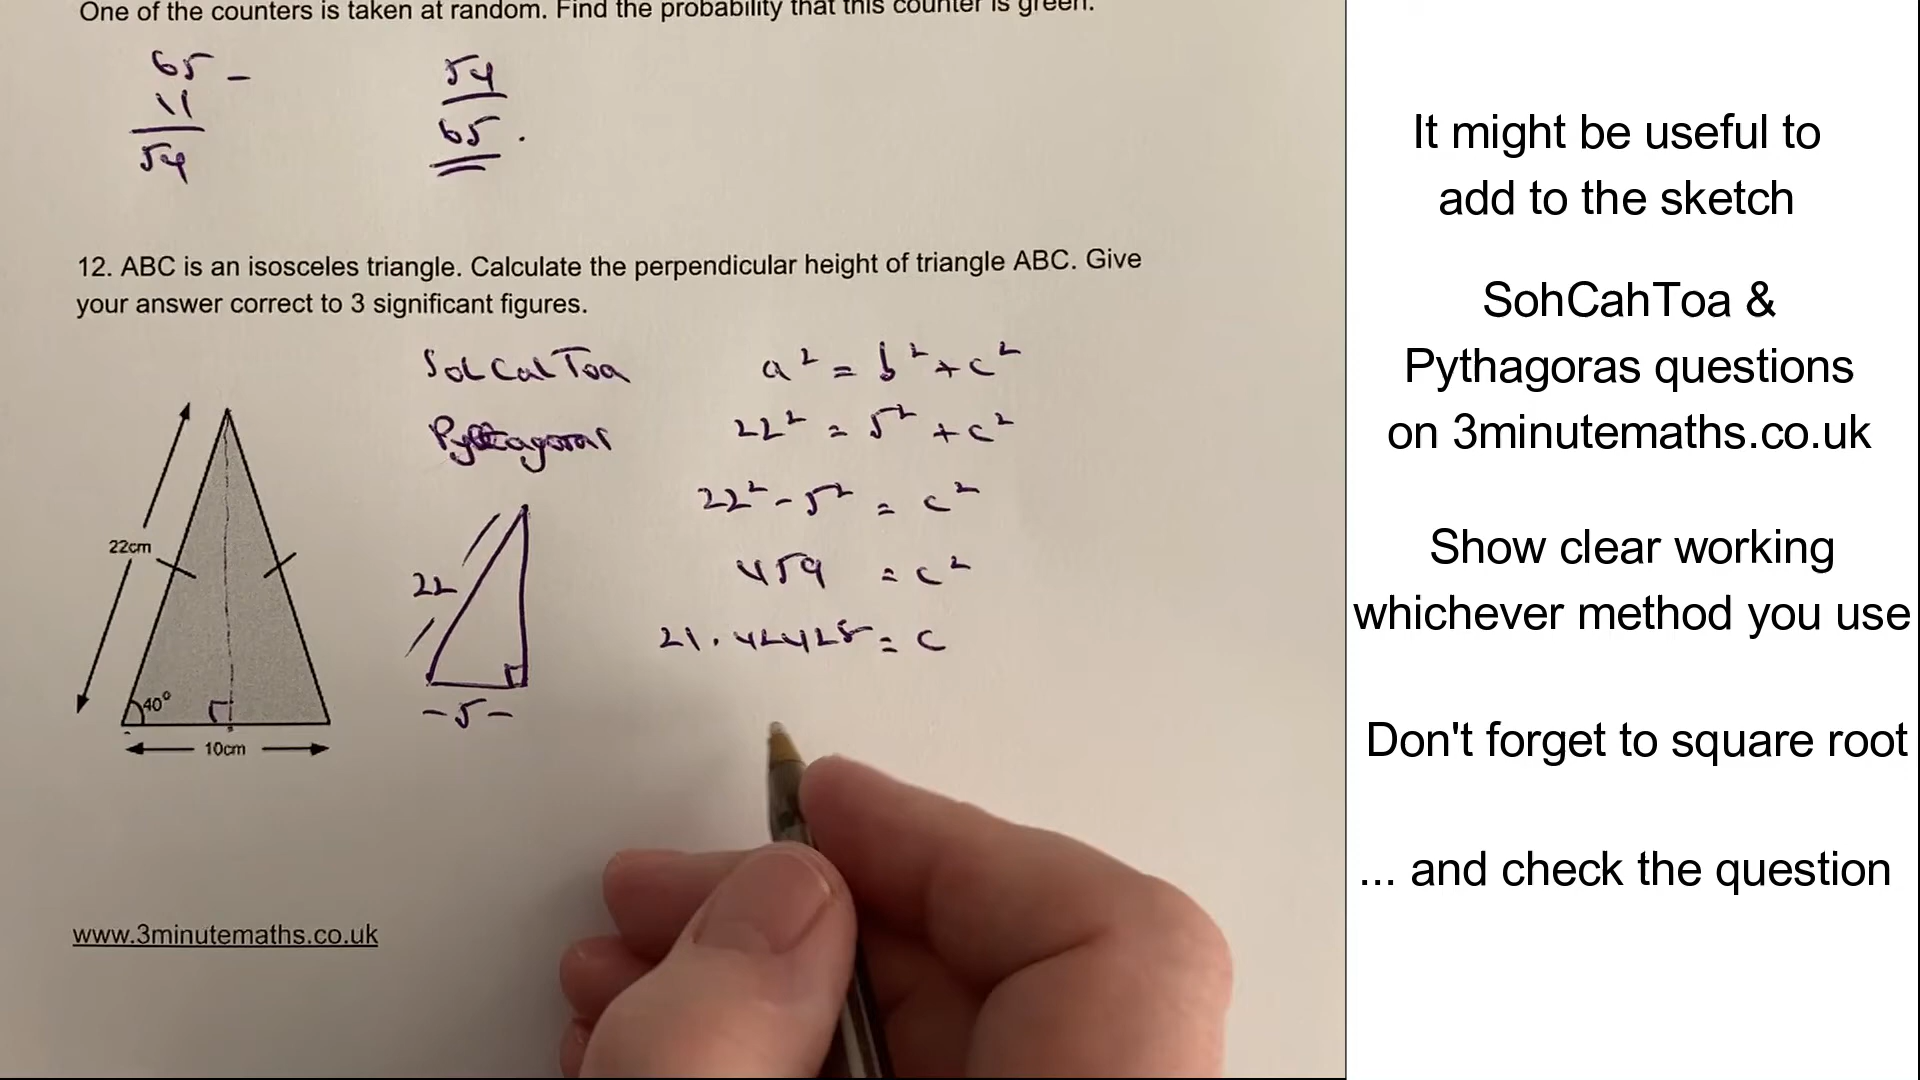 One of the counters is taken at random. Find the probability that this counter is green.
65 -
11
54
54
65 .
12. ABC is an isosceles triangle. Calculate the perpendicular height of triangle ABC. Give
your answer correct to 3 significant figures.
SohCahToa
Pythagoras
22cm
40°
10cm
22
-5-
a² = b² + c²
22² = 5² + c²
22² - 5² = c²
459 = c²
21.42425 = c
www.3minutemaths.co.uk
It might be useful to
add to the sketch
SohCahToa &
Pythagoras questions
on 3minutemaths.co.uk
Show clear working
whichever method you use
Don't forget to square root
... and check the question